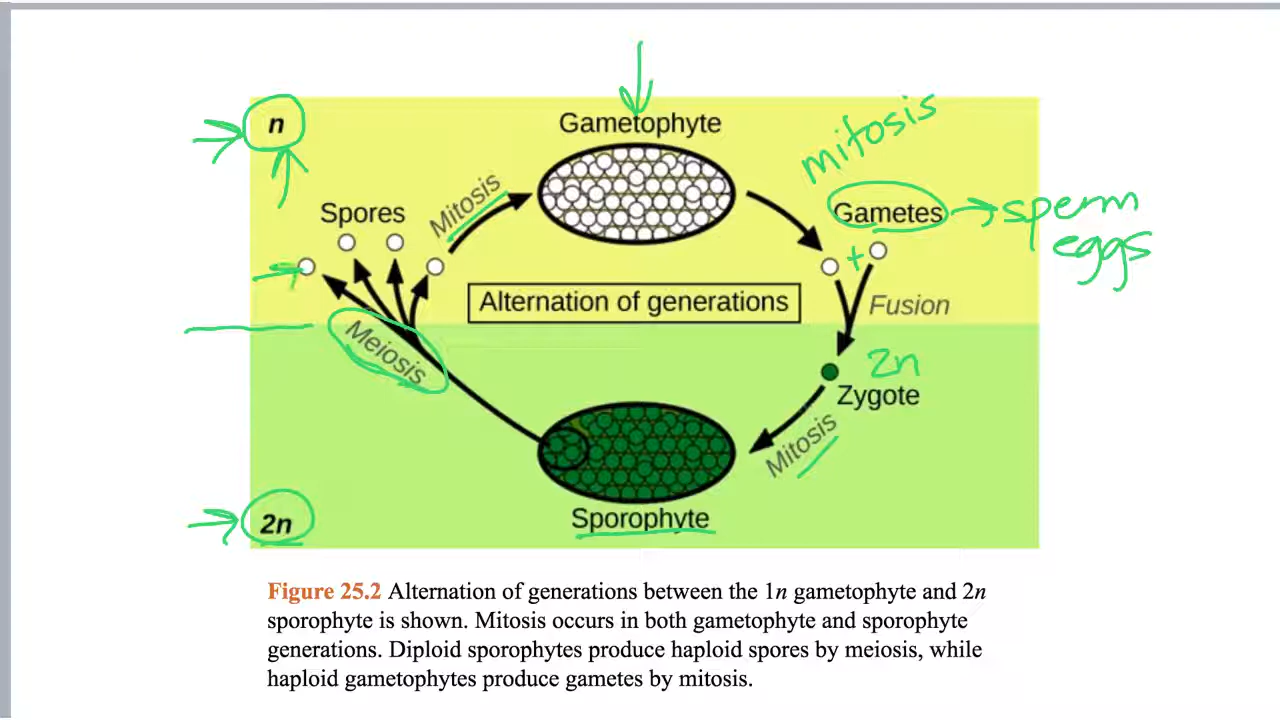 n
Gametophyte
mitosis
Spores
Mitosis
Gametes
sperm
eggs
+
Alternation of generations
Fusion
Meiosis
2n
Zygote
Mitosis
2n
Sporophyte
Figure 25.2 Alternation of generations between the 1n gametophyte and 2n
sporophyte is shown. Mitosis occurs in both gametophyte and sporophyte
generations. Diploid sporophytes produce haploid spores by meiosis, while
haploid gametophytes produce gametes by mitosis.